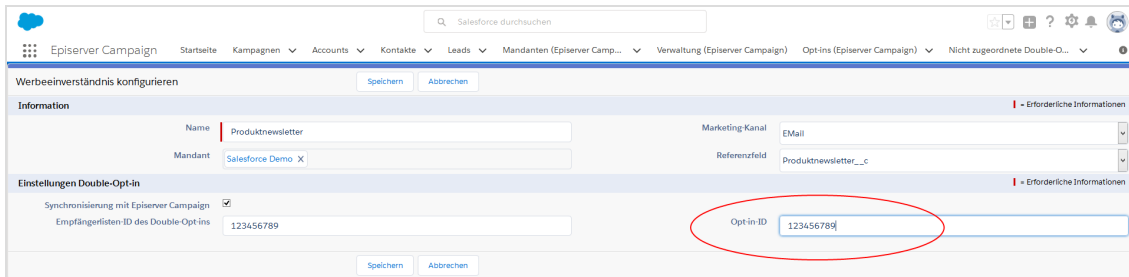 Salesforce durchsuchen
Episerver Campaign Startseite Kampagnen Accounts Kontakte Leads Mandanten (Episerver Camp... Verwaltung (Episerver Campaign) Opt-ins (Episerver Campaign) Nicht zugeordnete Double-O...
Werbeeinverständnis konfigurieren Speichern Abbrechen
Information = Erforderliche Informationen
Name Produktnewsletter Marketing-Kanal EMail
Mandant Salesforce Demo X Referenzfeld Produktnewsletter__c
Einstellungen Double-Opt-in = Erforderliche Informationen
Synchronisierung mit Episerver Campaign
Empfängerlisten-ID des Double-Opt-ins 123456789 Opt-in-ID 123456789
Speichern Abbrechen